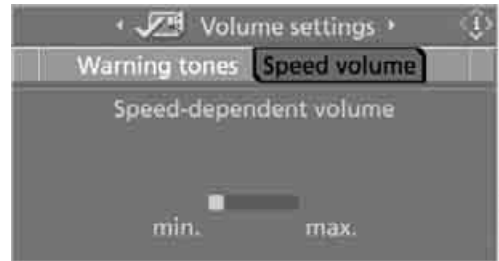 Volume settings
Warning tones Speed volume
Speed-dependent volume
min. max.